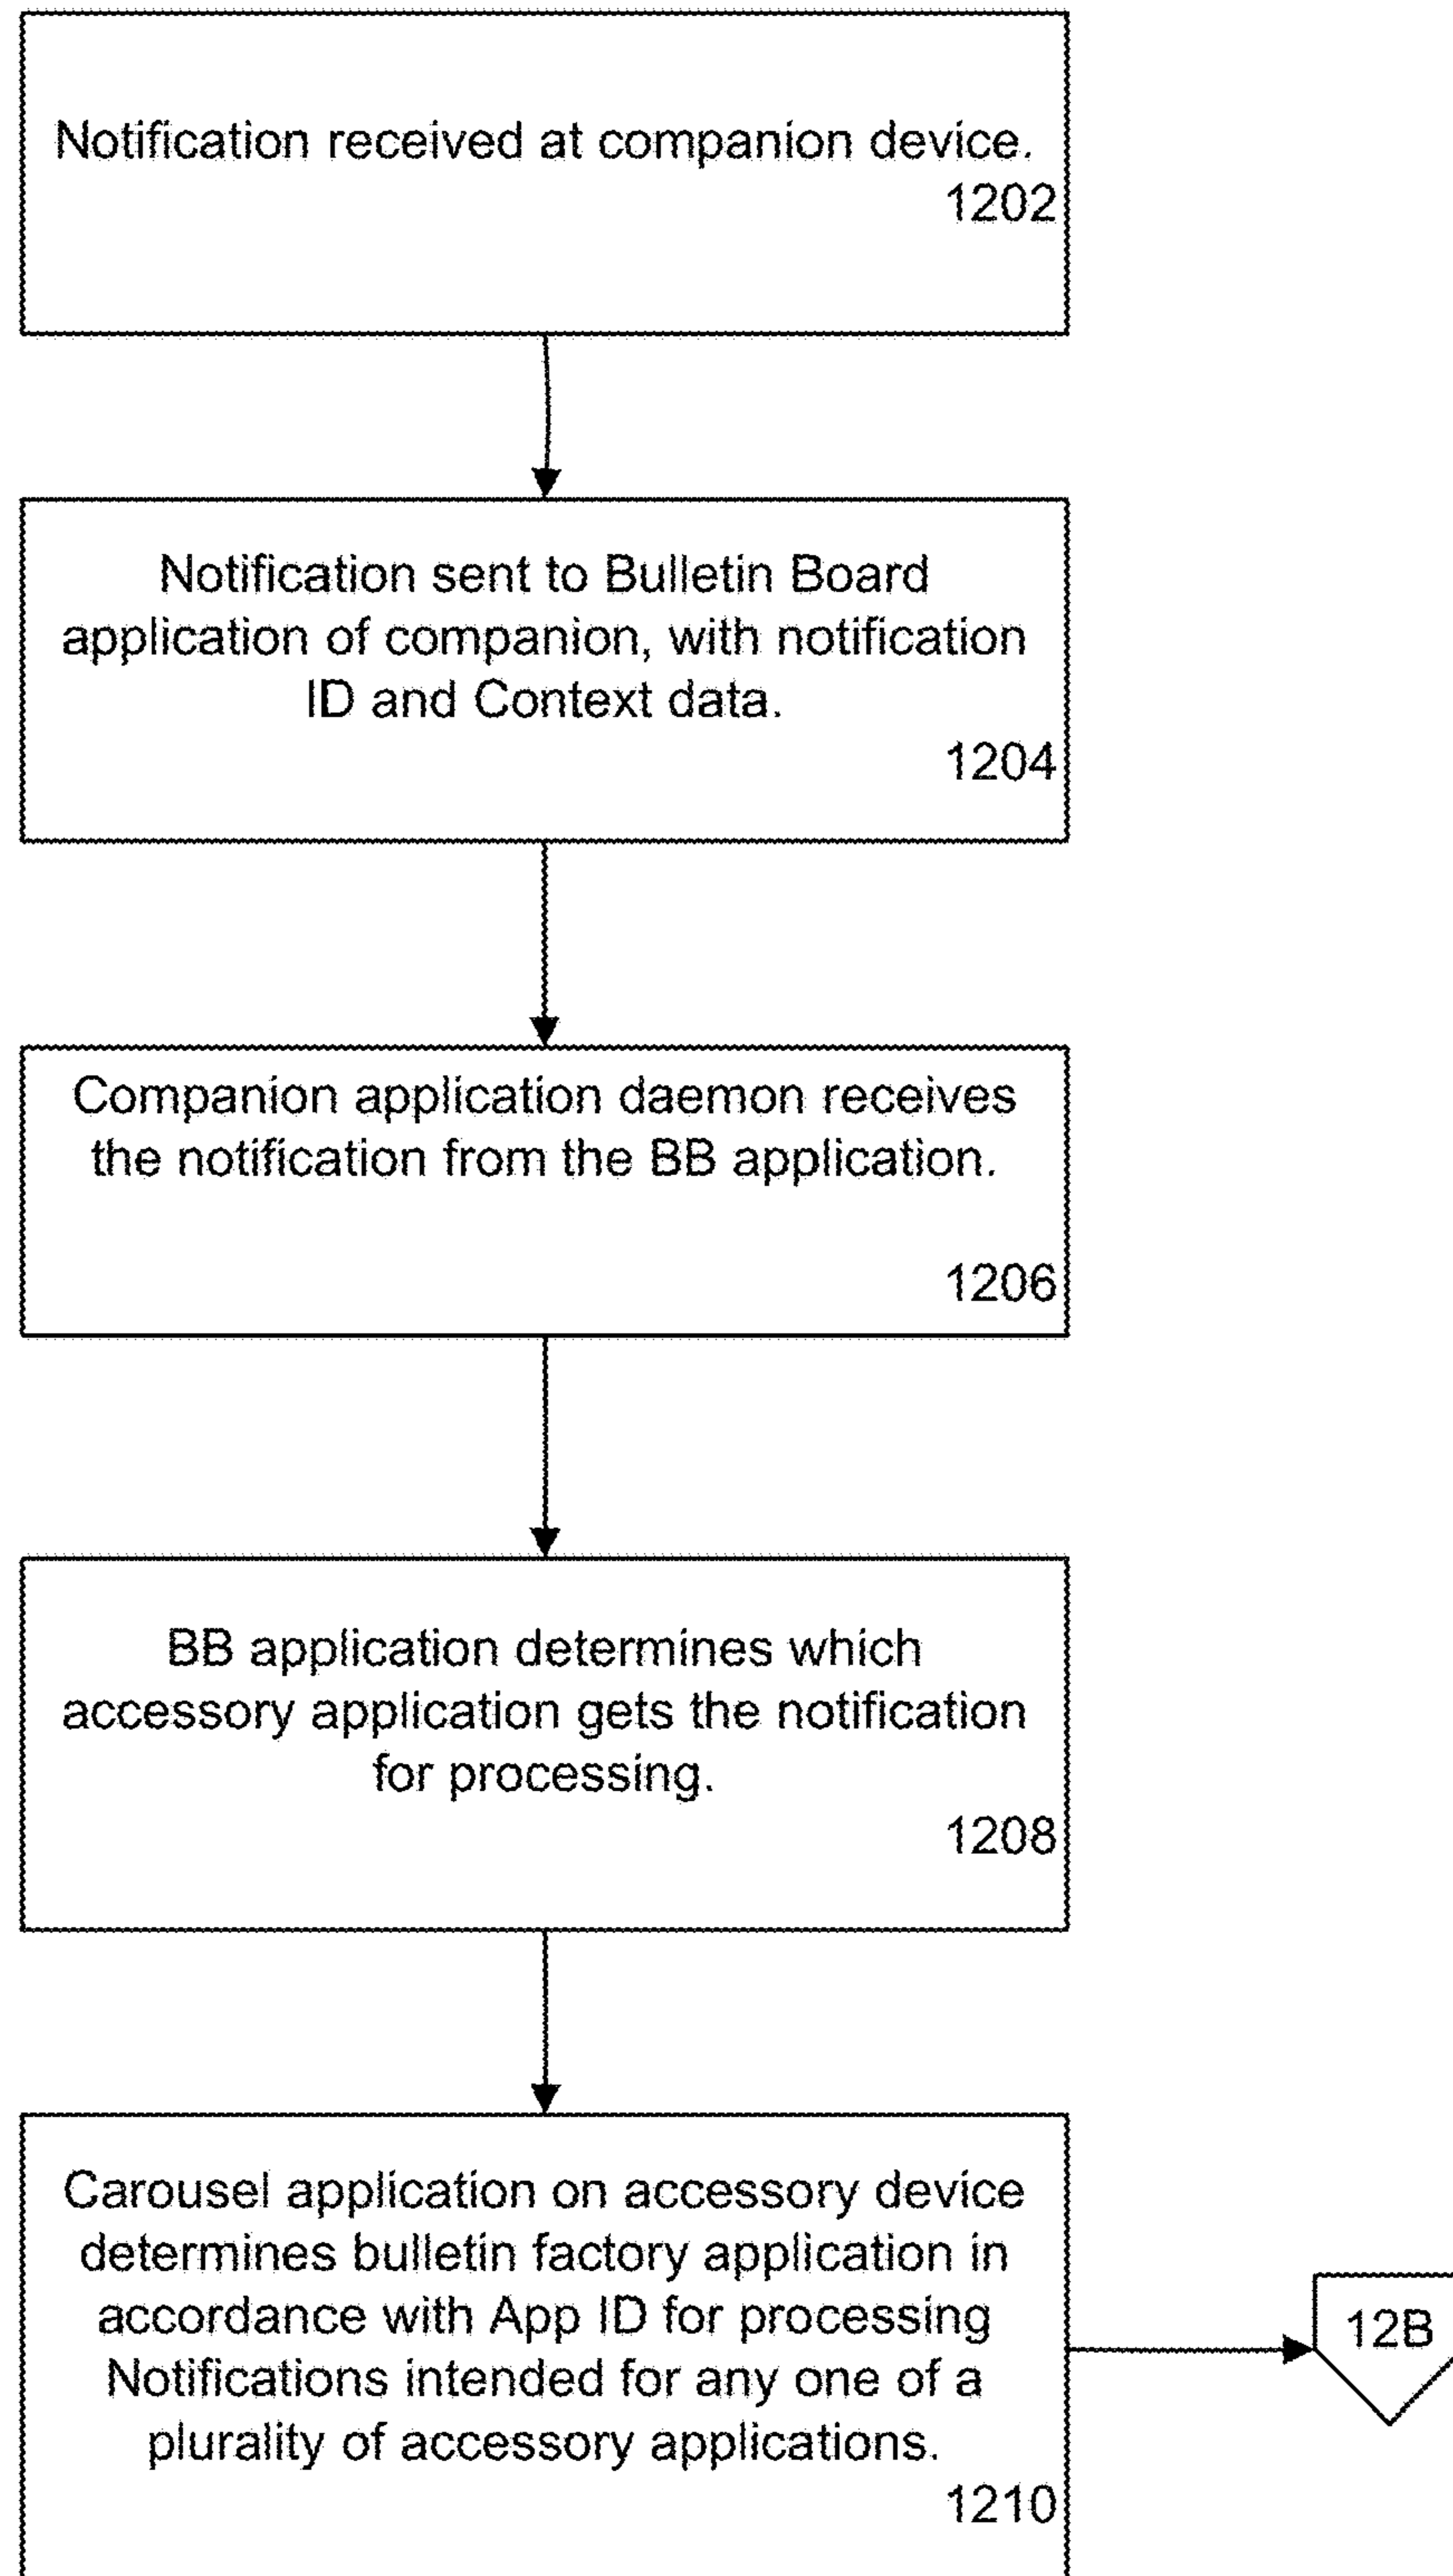 Notification received at companion device.
1202
Notification sent to Bulletin Board
application of companion, with notification
ID and Context data.
1204
Companion application daemon receives
the notification from the BB application.
1206
BB application determines which
accessory application gets the notification
for processing.
1208
Carousel application on accessory device
determines bulletin factory application in
accordance with App ID for processing
Notifications intended for any one of a
plurality of accessory applications.
1210
12B